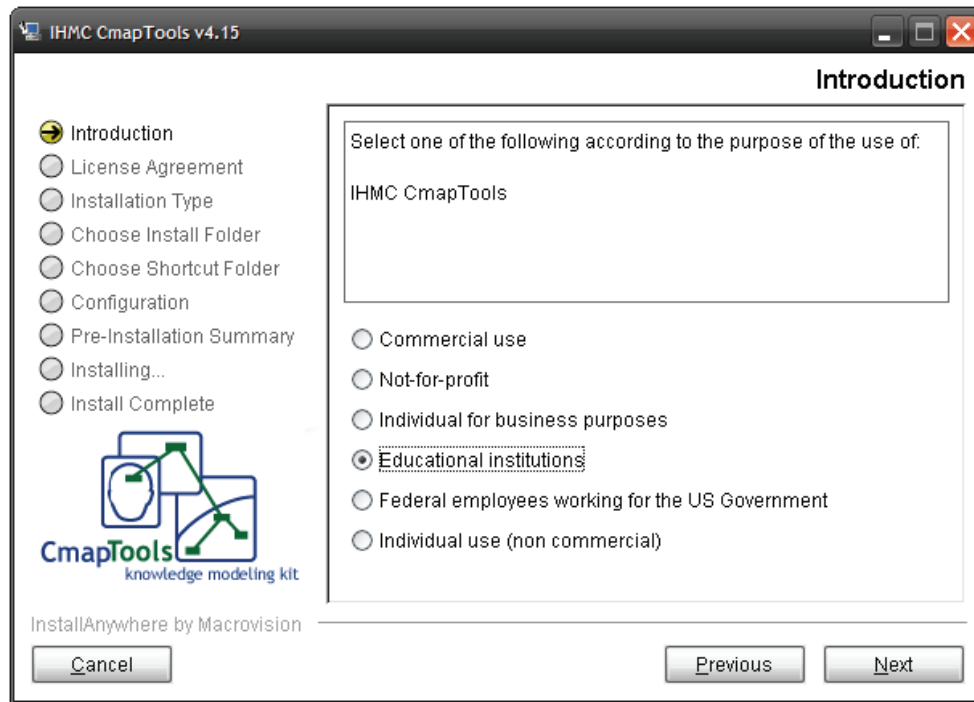 IHMC CmapTools v4.15
Introduction
Introduction
License Agreement
Installation Type
Choose Install Folder
Choose Shortcut Folder
Configuration
Pre-Installation Summary
Installing...
Install Complete
CmapTools
knowledge modeling kit
Select one of the following according to the purpose of the use of:
IHMC CmapTools
Commercial use
Not-for-profit
Individual for business purposes
Educational institutions
Federal employees working for the US Government
Individual use (non commercial)
InstallAnywhere by Macrovision
Cancel
Previous
Next